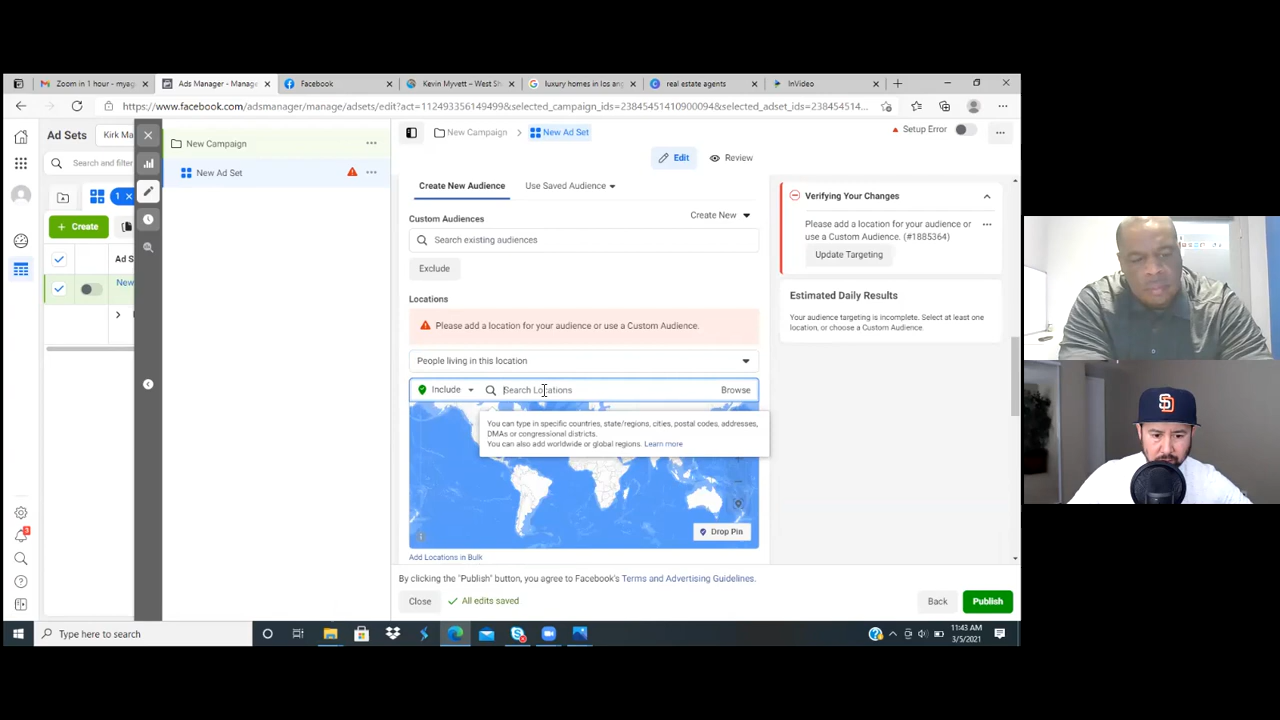 Zoom in 1 hour - myag
Ads Manager - Manage
Facebook
Kevin Myvett – West Sh
luxury homes in los ang
real estate agents
InVideo
https://www.facebook.com/adsmanager/manage/adsets/edit?act=112493356149499&selected_campaign_ids=23845451410900094&selected_adset_ids=238454514...
Ad Sets
Kirk Ma
New Campaign
New Campaign
New Ad Set
Setup Error
Search and filter
New Ad Set
Edit
Review
1
Create New Audience
Use Saved Audience
Verifying Your Changes
Create
Custom Audiences
Create New
Please add a location for your audience or
use a Custom Audience. (#1885364)
Search existing audiences
Update Targeting
Ad S
Exclude
New
Locations
Estimated Daily Results
Please add a location for your audience or use a Custom Audience.
Your audience targeting is incomplete. Select at least one
location, or choose a Custom Audience.
People living in this location
Include
Search Locations
Browse
You can type in specific countries, state/regions, cities, postal codes, addresses,
DMAs or congressional districts.
You can also add worldwide or global regions. Learn more
Drop Pin
Add Locations in Bulk
By clicking the "Publish" button, you agree to Facebook's Terms and Advertising Guidelines.
Close
All edits saved
Back
Publish
Type here to search
11:43 AM
3/5/2021